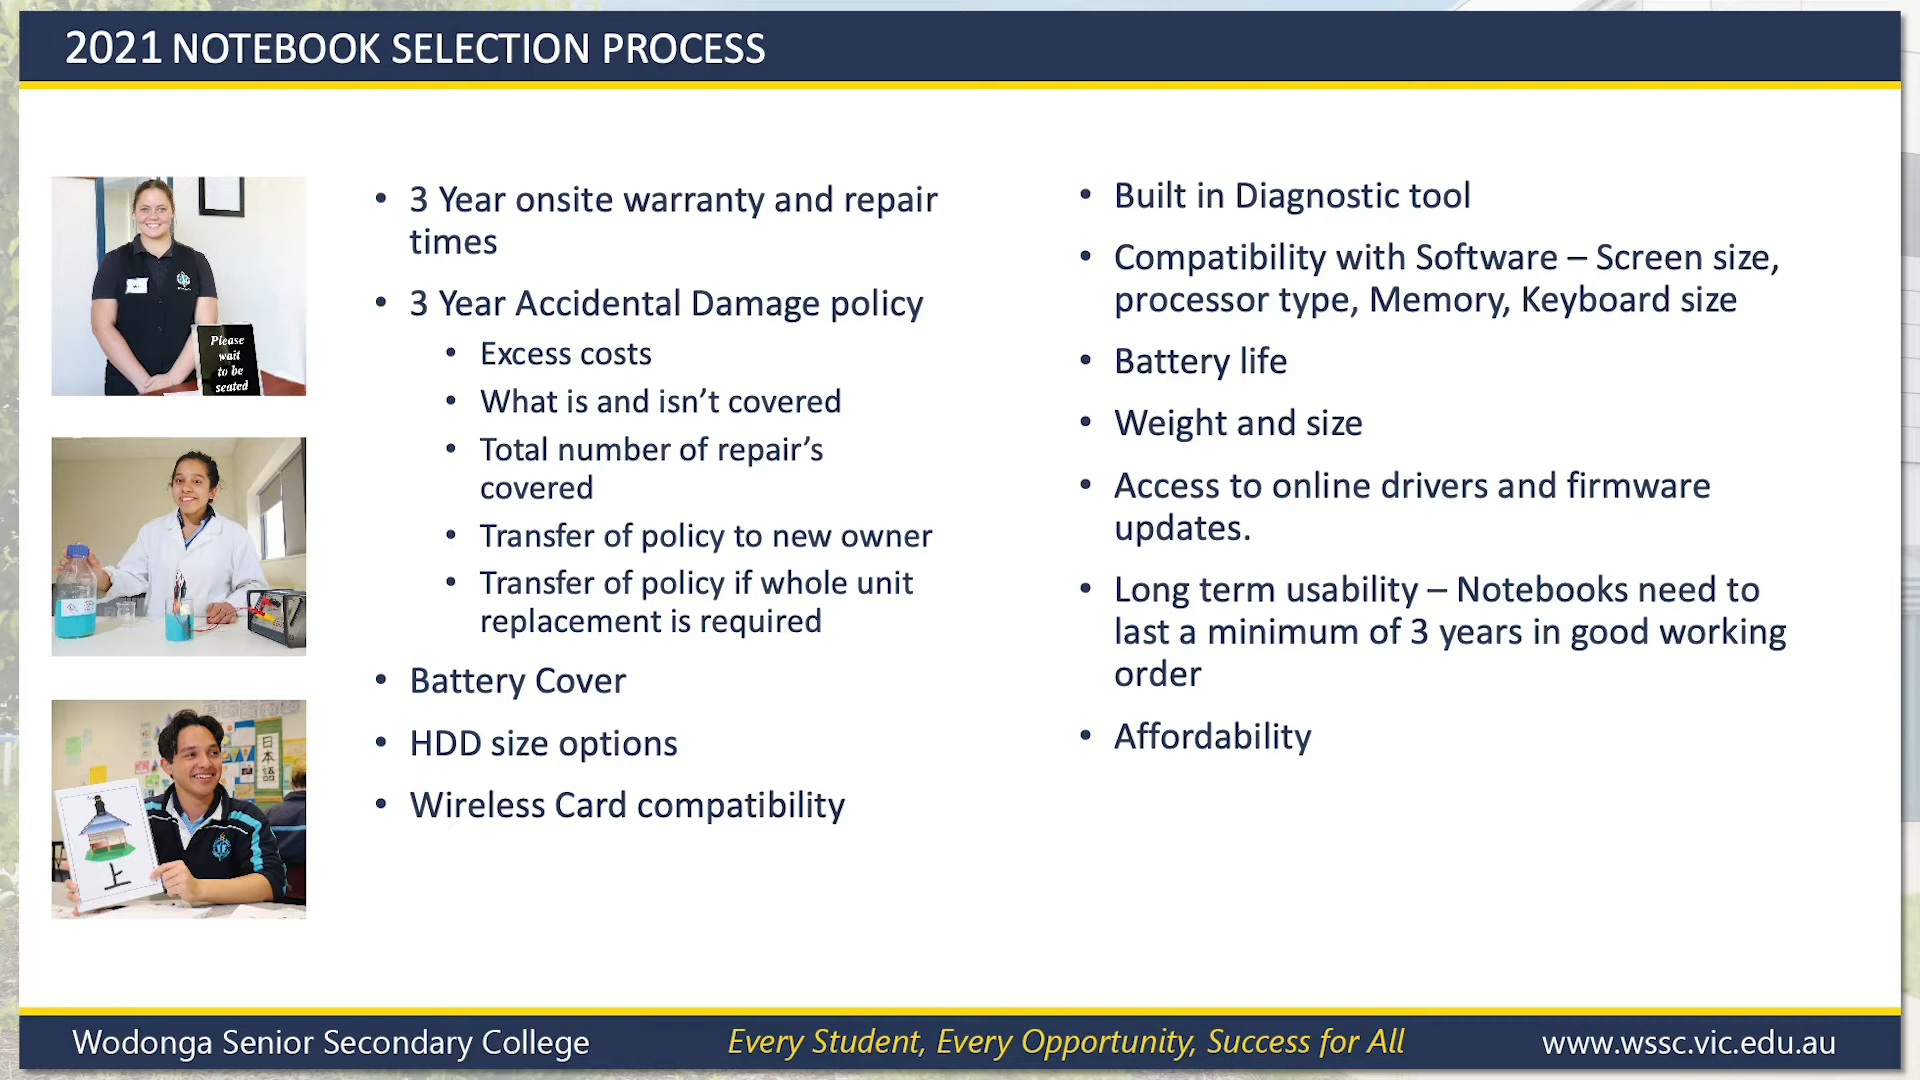 2021 NOTEBOOK SELECTION PROCESS
Please
wait
to be
seated
日本語
上
• 3 Year onsite warranty and repair
times
• 3 Year Accidental Damage policy
• Excess costs
• What is and isn’t covered
• Total number of repair’s
covered
• Transfer of policy to new owner
• Transfer of policy if whole unit
replacement is required
• Battery Cover
• HDD size options
• Wireless Card compatibility
• Built in Diagnostic tool
• Compatibility with Software – Screen size,
processor type, Memory, Keyboard size
• Battery life
• Weight and size
• Access to online drivers and firmware
updates.
• Long term usability – Notebooks need to
last a minimum of 3 years in good working
order
• Affordability
Wodonga Senior Secondary College
Every Student, Every Opportunity, Success for All
www.wssc.vic.edu.au